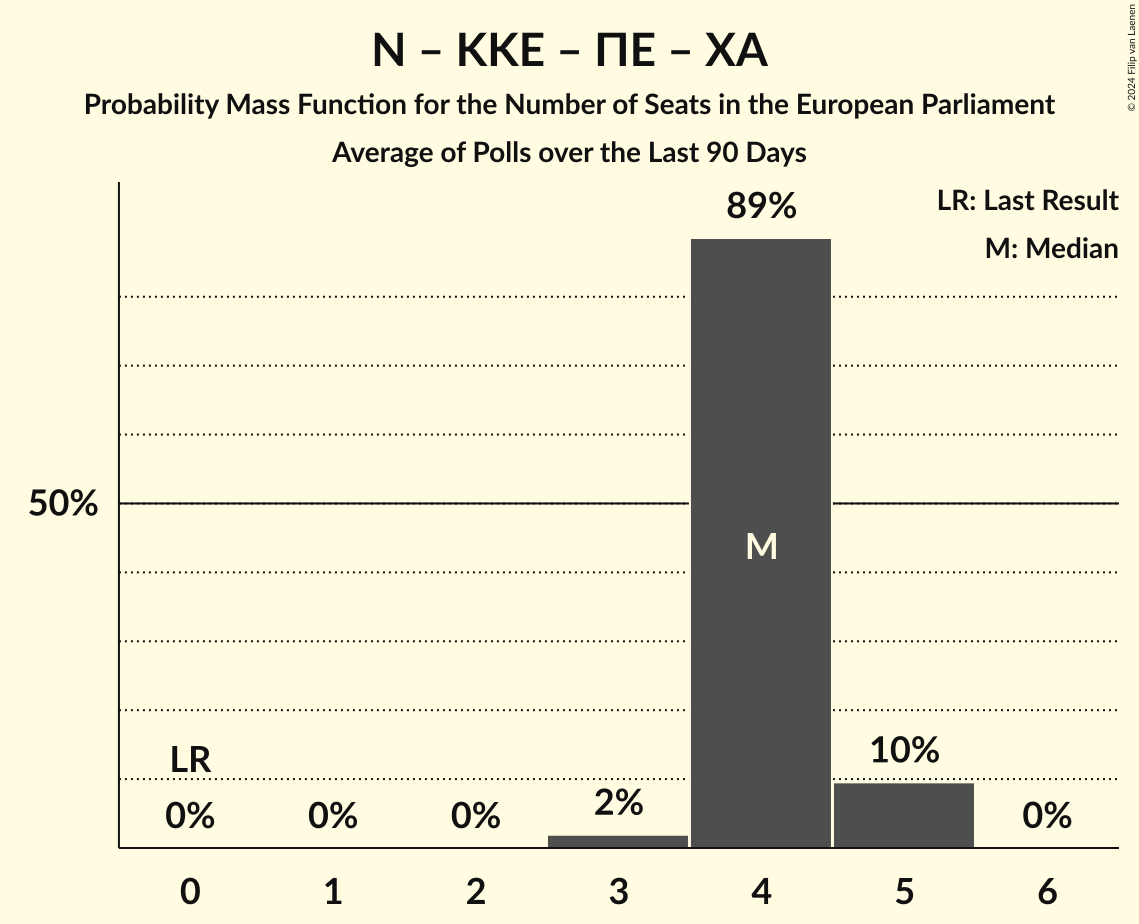 Ν – ΚΚΕ – ΠΕ – ΧΑ
Probability Mass Function for the Number of Seats in the European Parliament
Average of Polls over the Last 90 Days
© 2024 Filip van Laenen
LR: Last Result
M: Median
89%
50%
M
LR
10%
2%
0% 0% 0% 0%
0 1 2 3 4 5 6